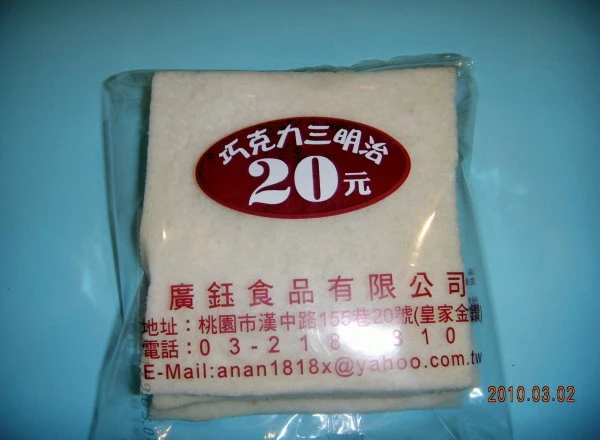 巧克力三明治
20元
廣鈺食品有限公司
地址：桃園市漢中路155巷20號(皇家金鑽)
電話：03-218 310
E-Mail:anan1818x@yahoo.com.tw
2010.03.02